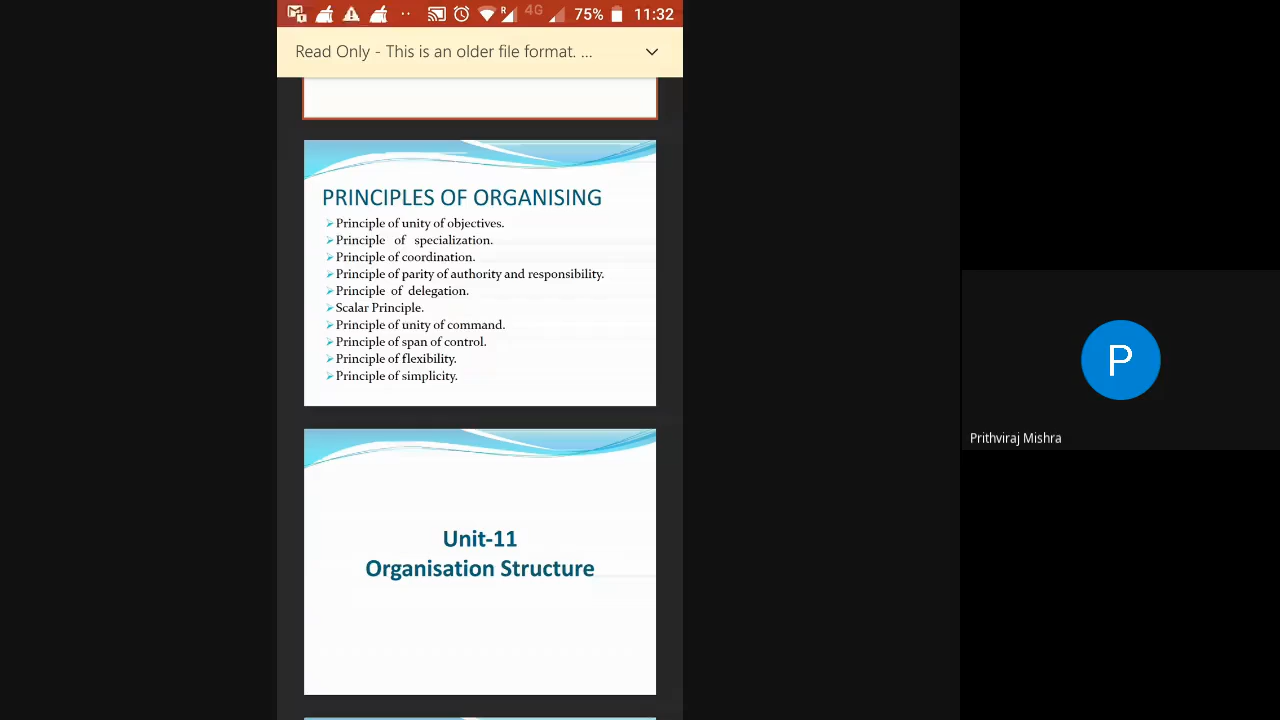 R 4G 75% 11:32
Read Only - This is an older file format. ...
PRINCIPLES OF ORGANISING
Principle of unity of objectives.
Principle of specialization.
Principle of coordination.
Principle of parity of authority and responsibility.
Principle of delegation.
Scalar Principle.
Principle of unity of command.
Principle of span of control.
Principle of flexibility.
Principle of simplicity.
Unit-11
Organisation Structure
P
Prithviraj Mishra